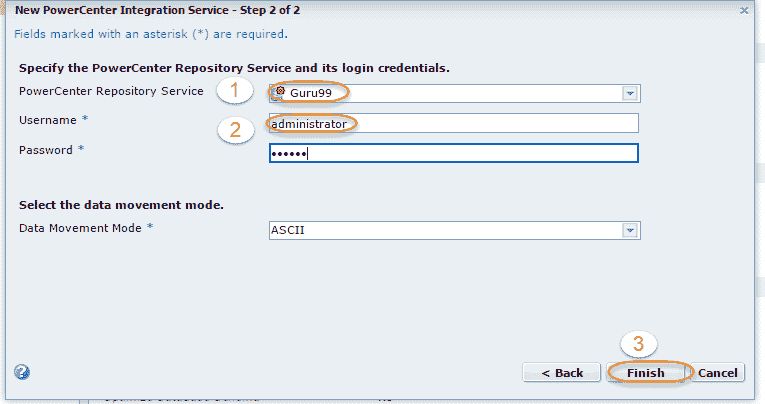 New PowerCenter Integration Service - Step 2 of 2
Fields marked with an asterisk (*) are required.
Specify the PowerCenter Repository Service and its login credentials.
PowerCenter Repository Service 1 Guru99
Username * 2 administrator
Password * ••••••
Select the data movement mode.
Data Movement Mode * ASCII
3
? < Back Finish Cancel